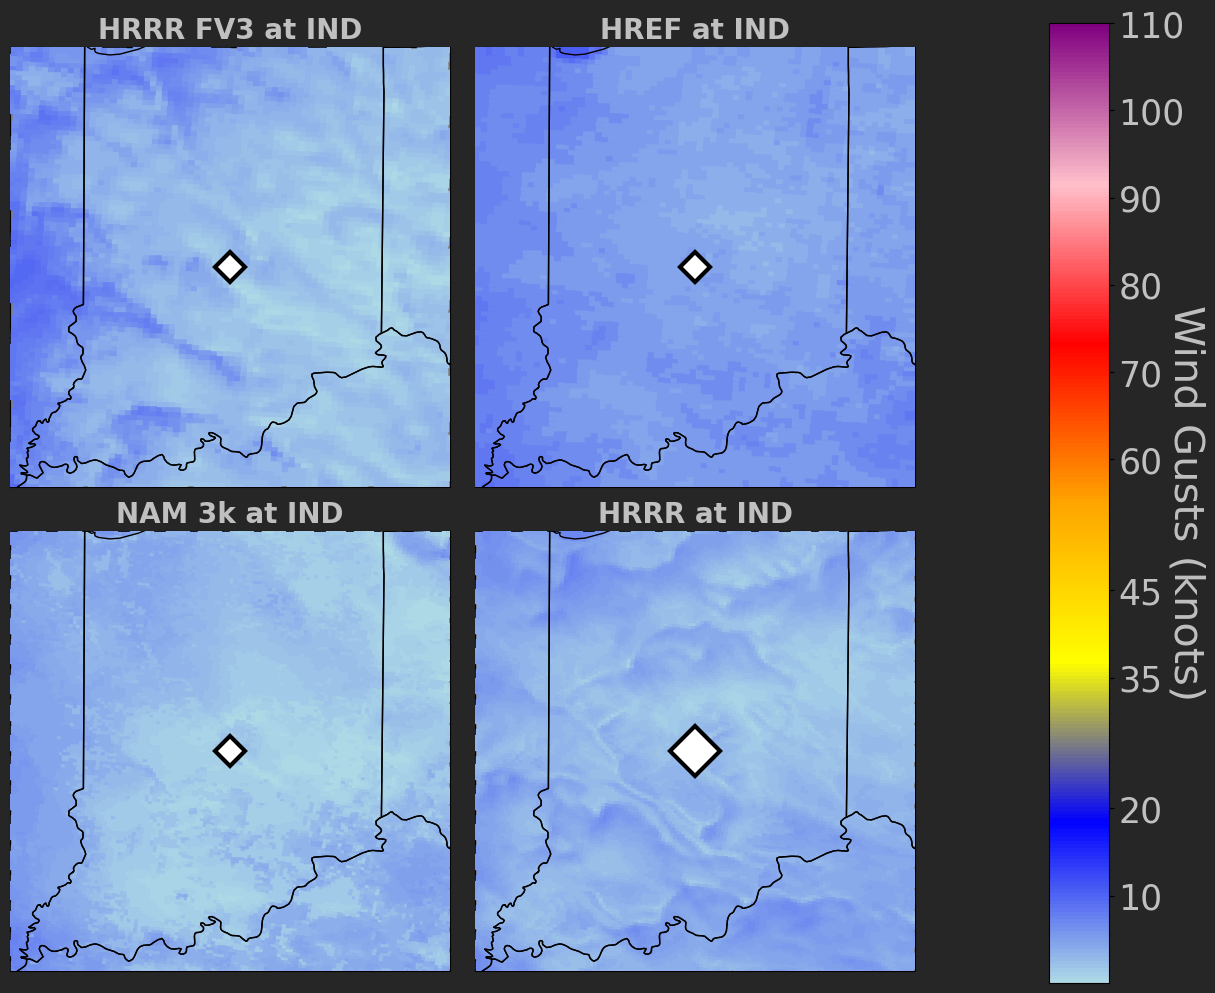 HRRR FV3 at IND
HREF at IND
NAM 3k at IND
HRRR at IND
110
100
90
80
70
60
45
35
20
10
Wind Gusts (knots)